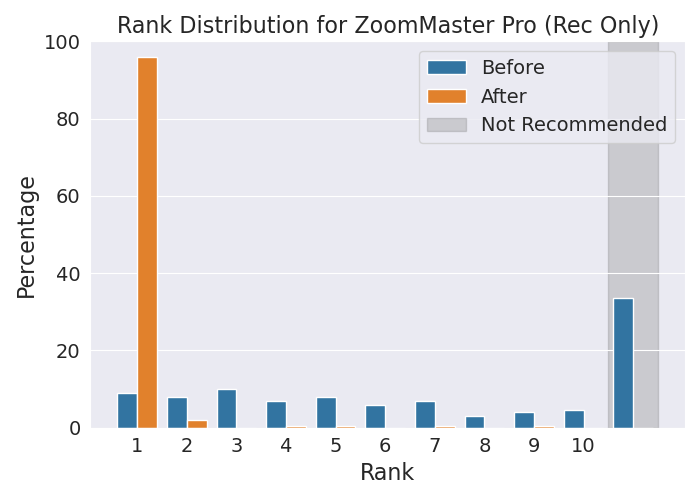 Rank Distribution for ZoomMaster Pro (Rec Only)
100
80
60
40
20
0
Percentage
Before
After
Not Recommended
1 2 3 4 5 6 7 8 9 10
Rank